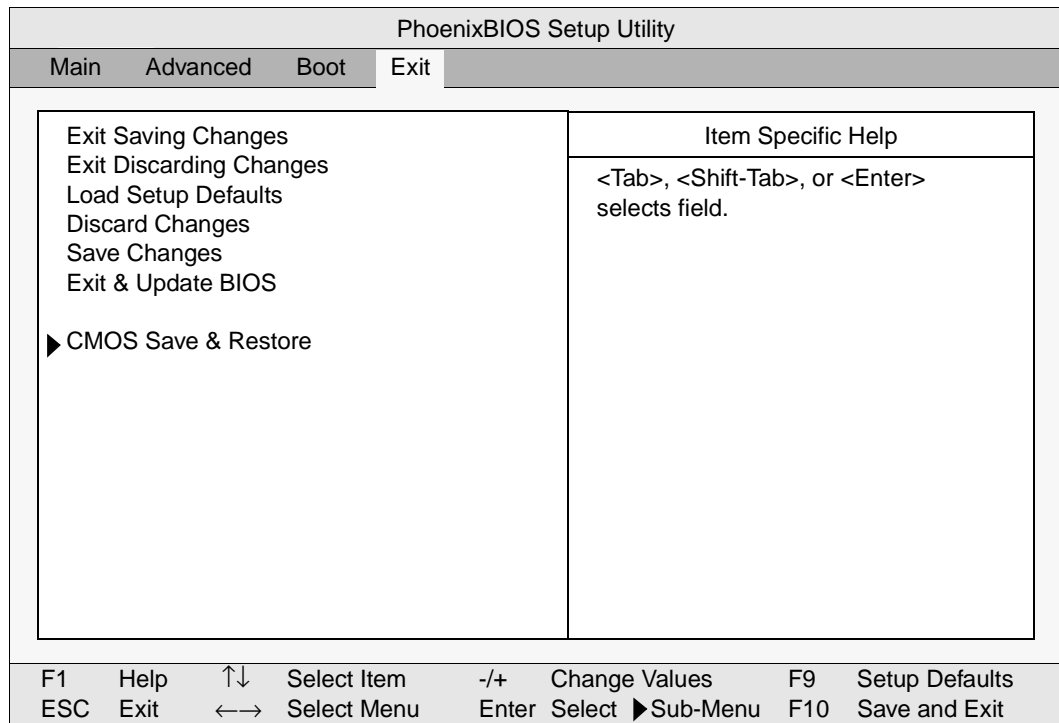 PhoenixBIOS Setup Utility
Main Advanced Boot Exit
Exit Saving Changes
Exit Discarding Changes
Load Setup Defaults
Discard Changes
Save Changes
Exit & Update BIOS
CMOS Save & Restore
Item Specific Help
<Tab>, <Shift-Tab>, or <Enter>
selects field.
F1 Help ↑↓ Select Item -/+ Change Values F9 Setup Defaults
ESC Exit ←→ Select Menu Enter Select ▶Sub-Menu F10 Save and Exit